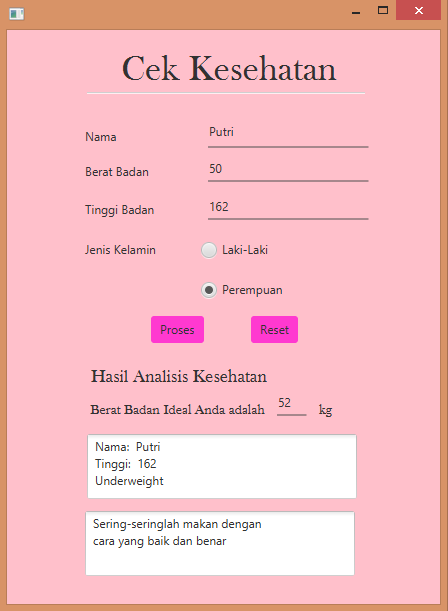 Cek Kesehatan
Nama Putri
Berat Badan 50
Tinggi Badan 162
Jenis Kelamin Laki-Laki
Perempuan
Proses Reset
Hasil Analisis Kesehatan
Berat Badan Ideal Anda adalah 52 kg
Nama: Putri
Tinggi: 162
Underweight
Sering-seringlah makan dengan
cara yang baik dan benar